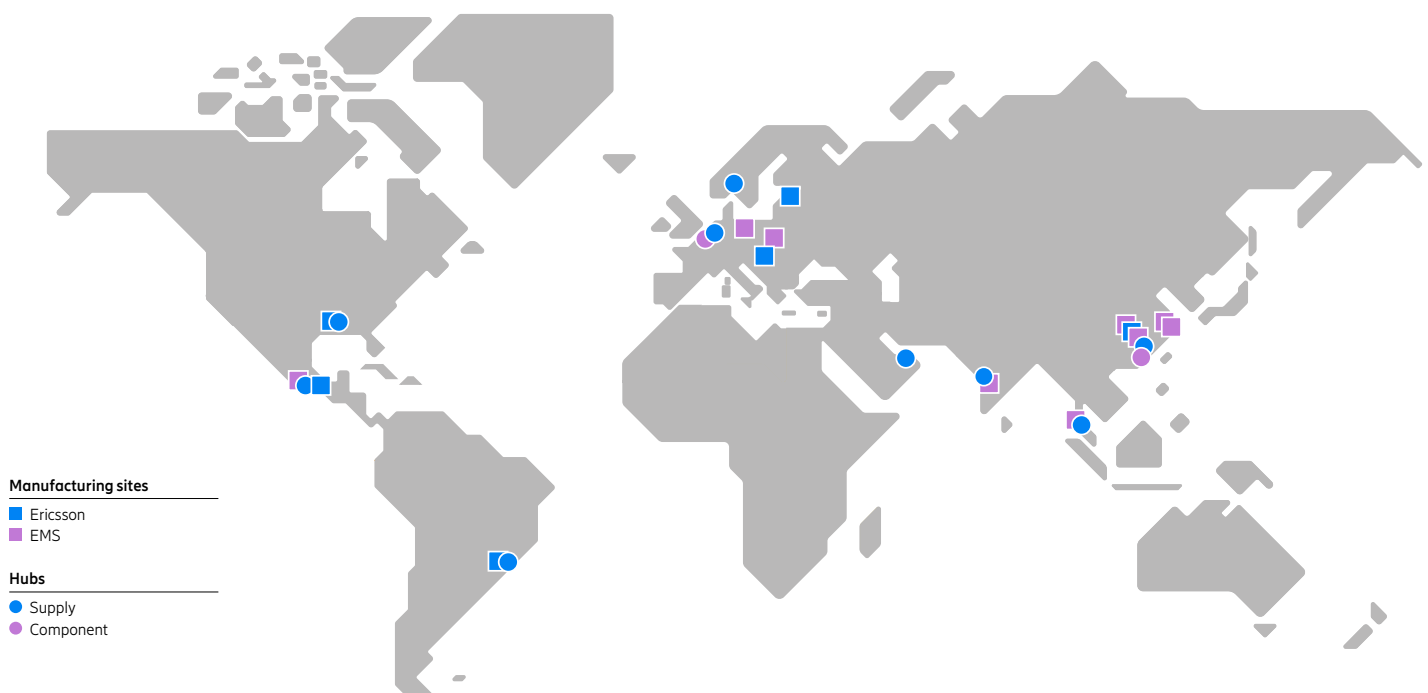 Manufacturing sites
Ericsson
EMS
Hubs
Supply
Component